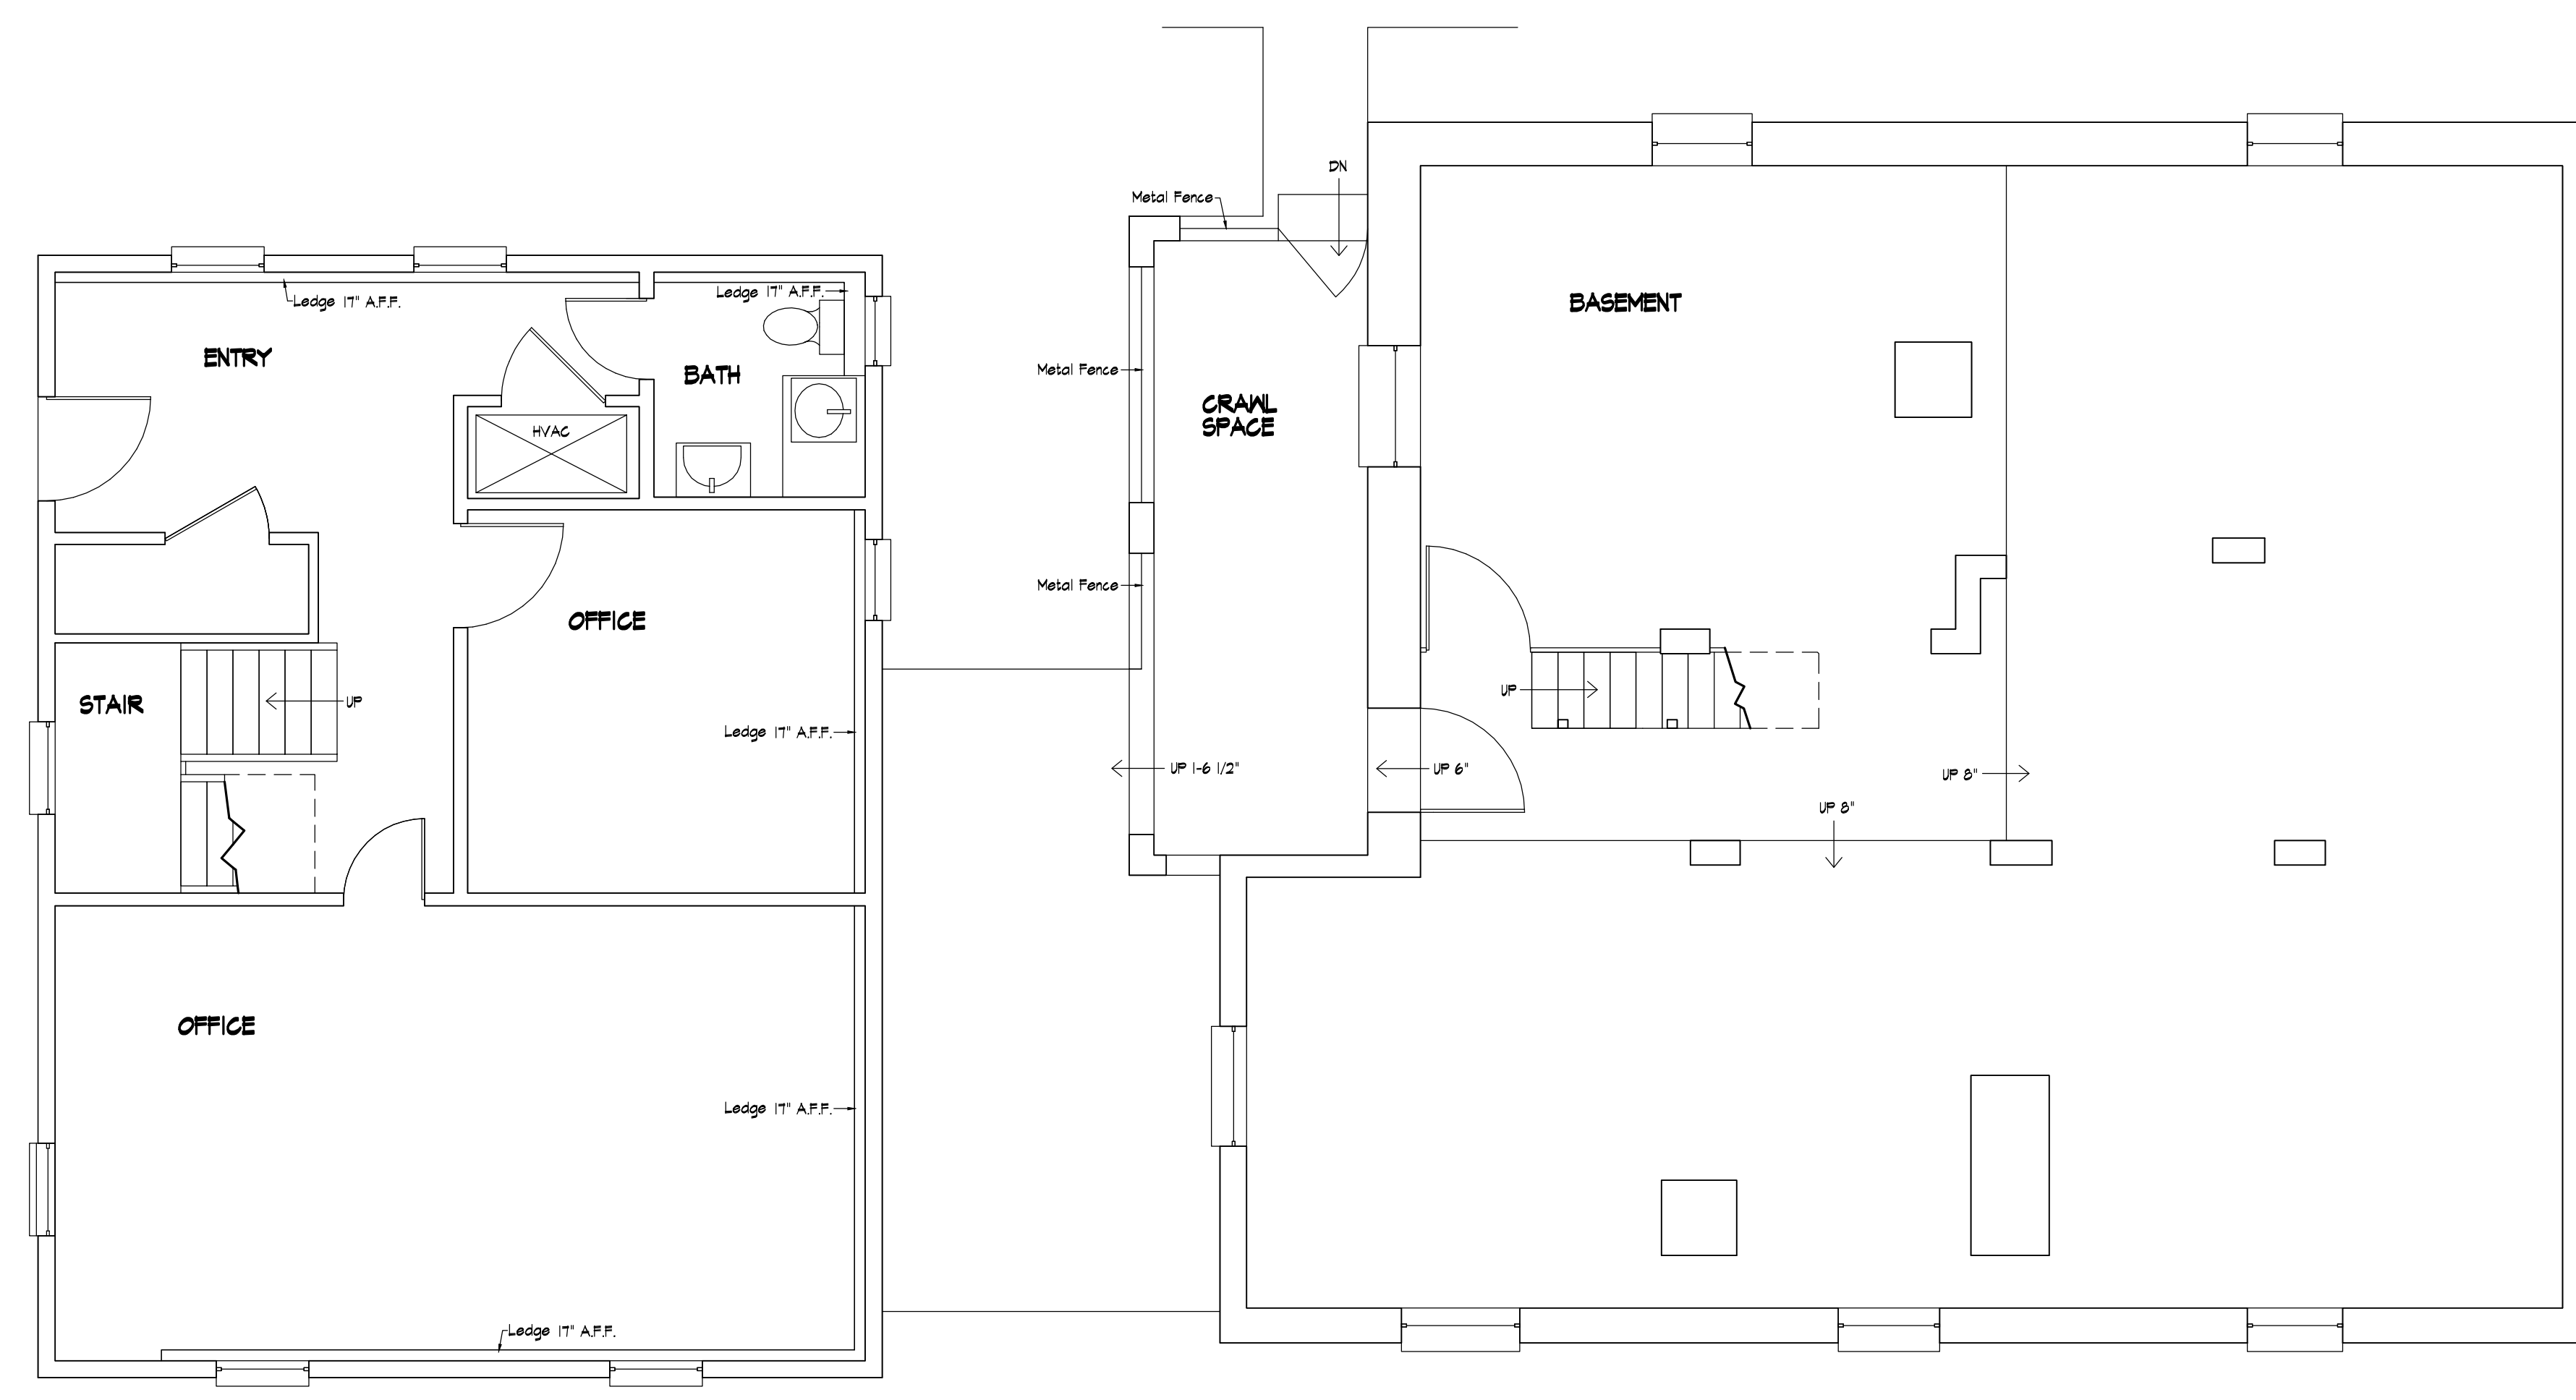 DN
Metal Fence
Ledge 17" A.F.F.
Ledge 17" A.F.F.
BASEMENT
ENTRY
BATH
Metal Fence
CRAWL
SPACE
HVAC
Metal Fence
OFFICE
STAIR
UP
UP
Ledge 17" A.F.F.
UP 1-6 1/2"
UP 6"
UP 8"
UP 8"
OFFICE
Ledge 17" A.F.F.
Ledge 17" A.F.F.